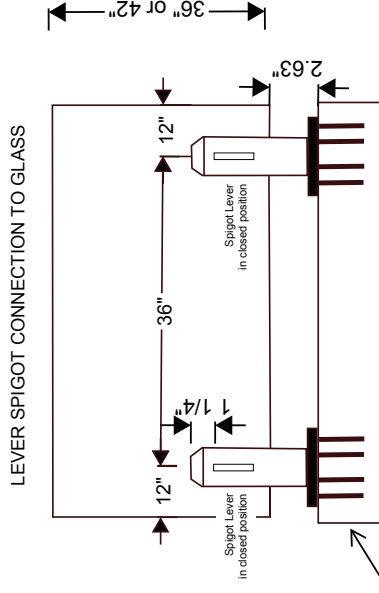 LEVER SPIGOT CONNECTION TO GLASS
36" or 42"
12"
36"
12"
2.63"
1 1/4"
Spigot Lever
in closed position
Spigot Lever
in closed position